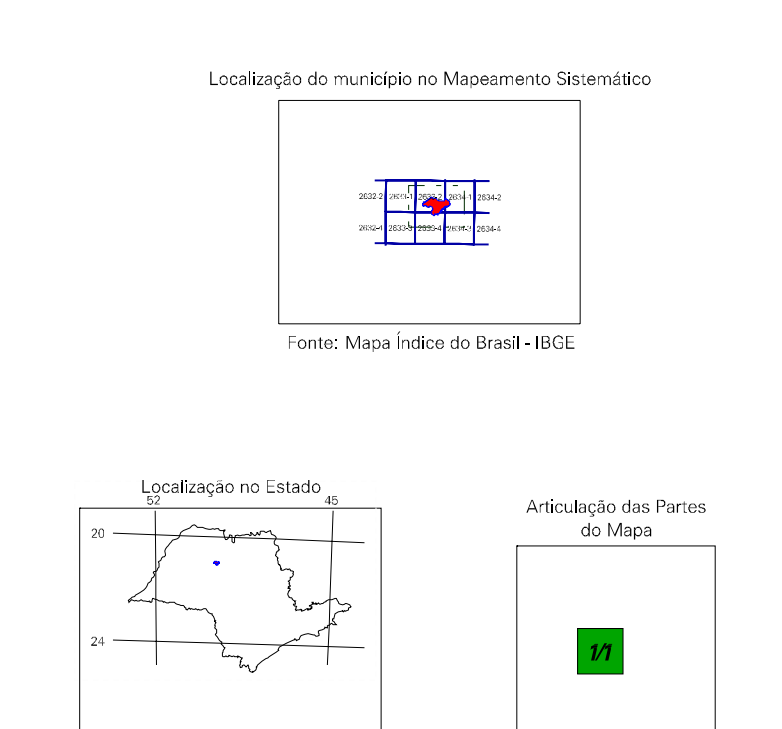 Localização do município no Mapeamento Sistemático
2632-2 2633-1 2633-2 2634-1 2634-2
2632-4 2633-3 2633-4 2634-3 2634-4
Fonte: Mapa Índice do Brasil - IBGE
Localização no Estado
52 45
20
24
Articulação das Partes
do Mapa
1/1